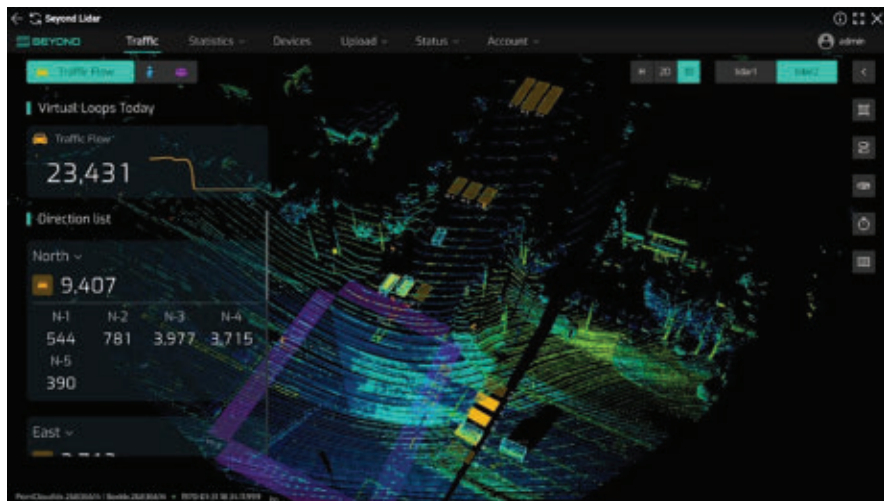 Seyond Lidar
SEYOND Traffic Statistics Devices Upload Status Account admin
Traffic Flow 2D 3D lidar1 lidar2
Virtual Loops Today
Traffic Flow
23,431
Direction list
North
9,407
N-1 N-2 N-3 N-4
544 781 3,977 3,715
N-5
390
East